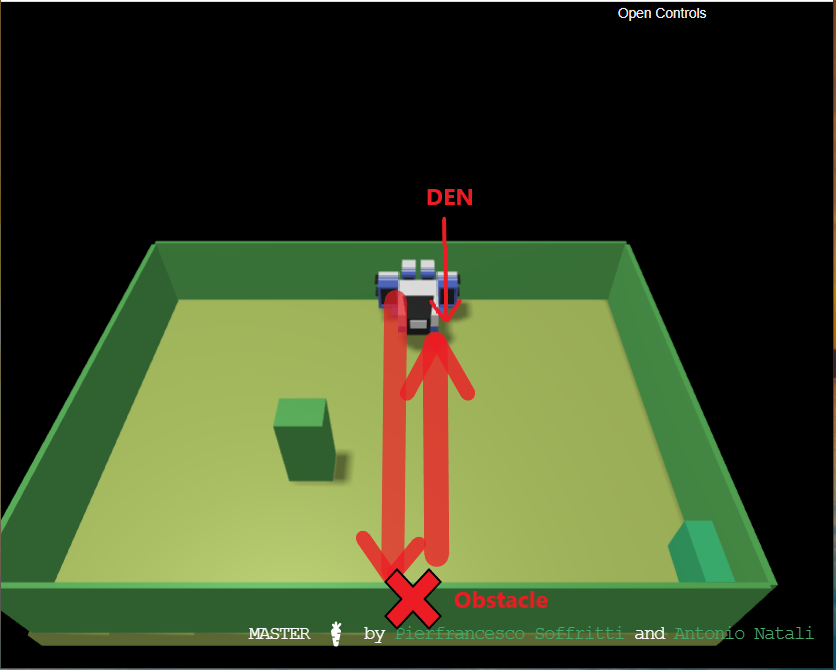 Open Controls
DEN
Obstacle
MASTER by Pierfrancesco Soffritti and Antonio Natali